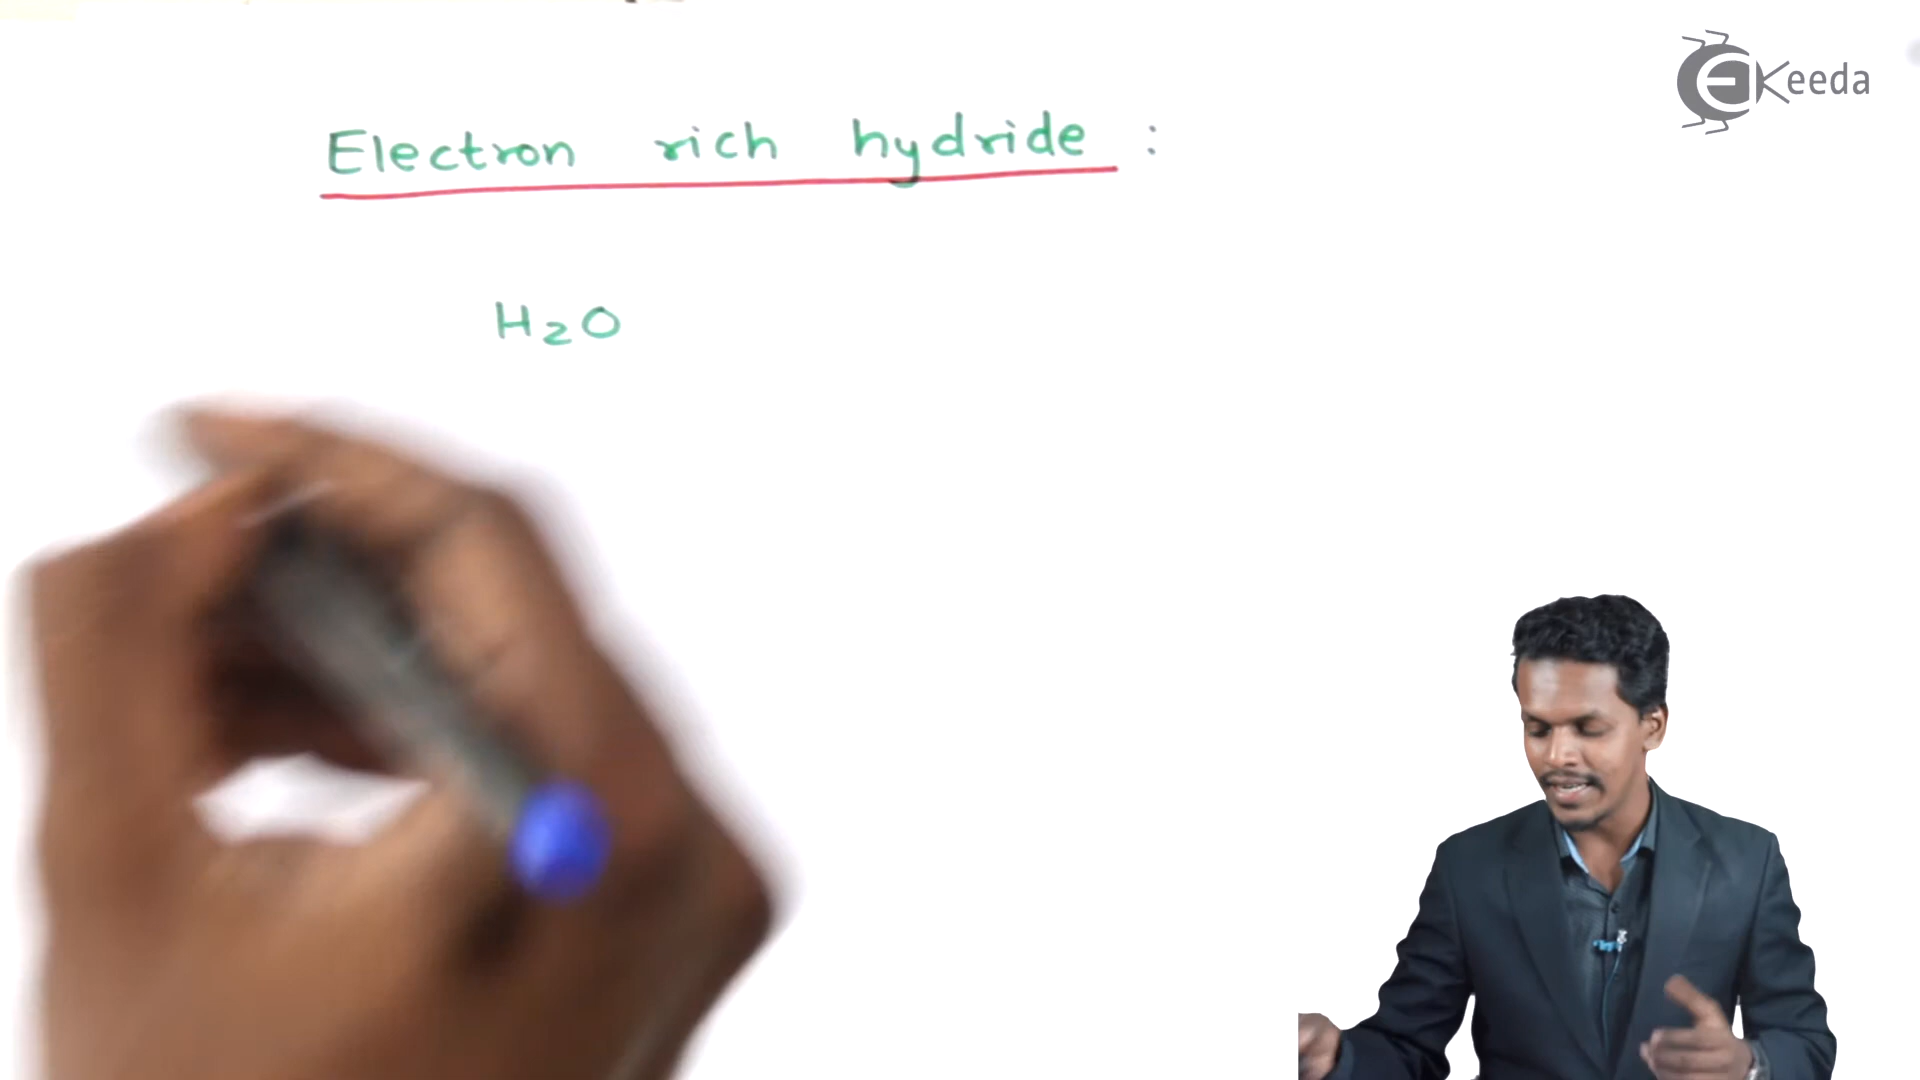 EKeeda
Electron rich hydride :
H₂O